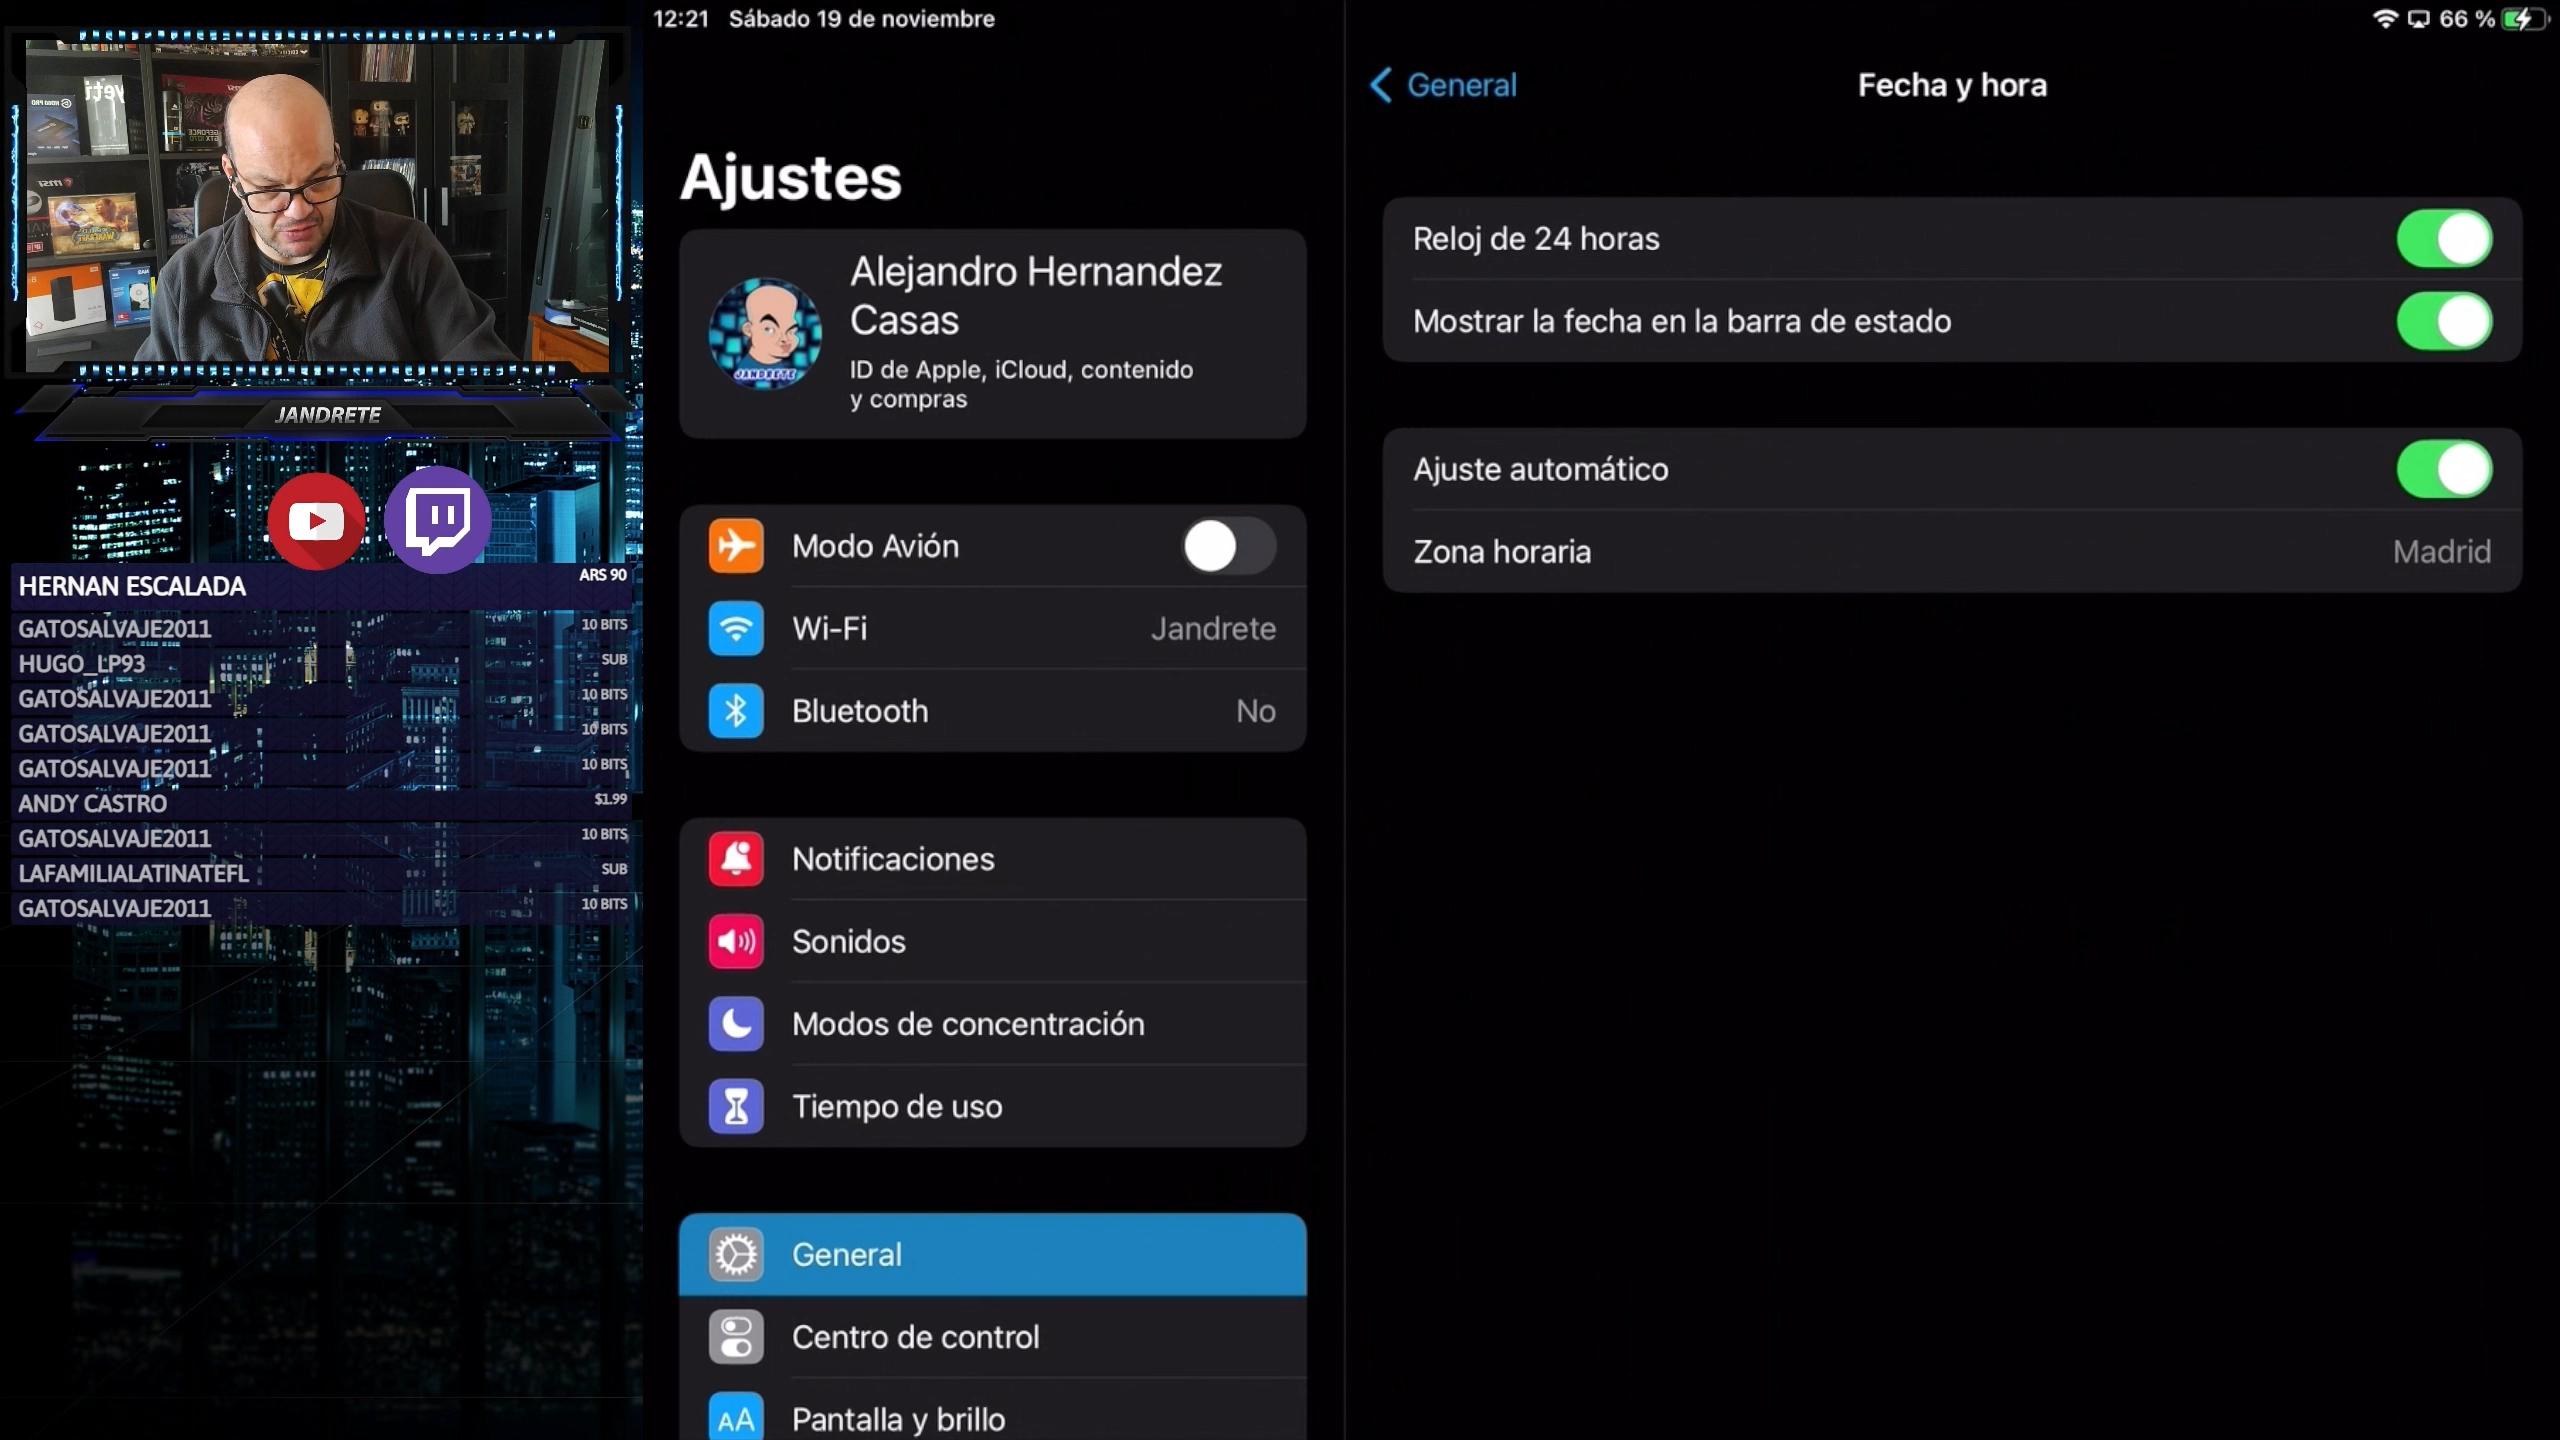 12:21 Sábado 19 de noviembre
66 %
JANDRETE
HERNAN ESCALADA ARS 90
GATOSALVAJE2011 10 BITS
HUGO_LP93 SUB
GATOSALVAJE2011 10 BITS
GATOSALVAJE2011 10 BITS
GATOSALVAJE2011 10 BITS
ANDY CASTRO $1.99
GATOSALVAJE2011 10 BITS
LAFAMILIALATINATEFL SUB
GATOSALVAJE2011 10 BITS
Ajustes
Alejandro Hernandez
Casas
ID de Apple, iCloud, contenido
y compras
JANDRETE
Modo Avión
Wi-Fi Jandrete
Bluetooth No
Notificaciones
Sonidos
Modos de concentración
Tiempo de uso
General
Centro de control
AA Pantalla y brillo
General
Fecha y hora
Reloj de 24 horas
Mostrar la fecha en la barra de estado
Ajuste automático
Zona horaria Madrid